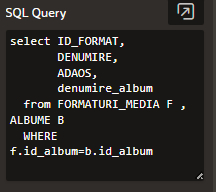 SQL Query
select ID_FORMAT,
DENUMIRE,
ADAOS,
denumire_album
from FORMATURI_MEDIA F ,
ALBUME B
WHERE
f.id_album=b.id_album